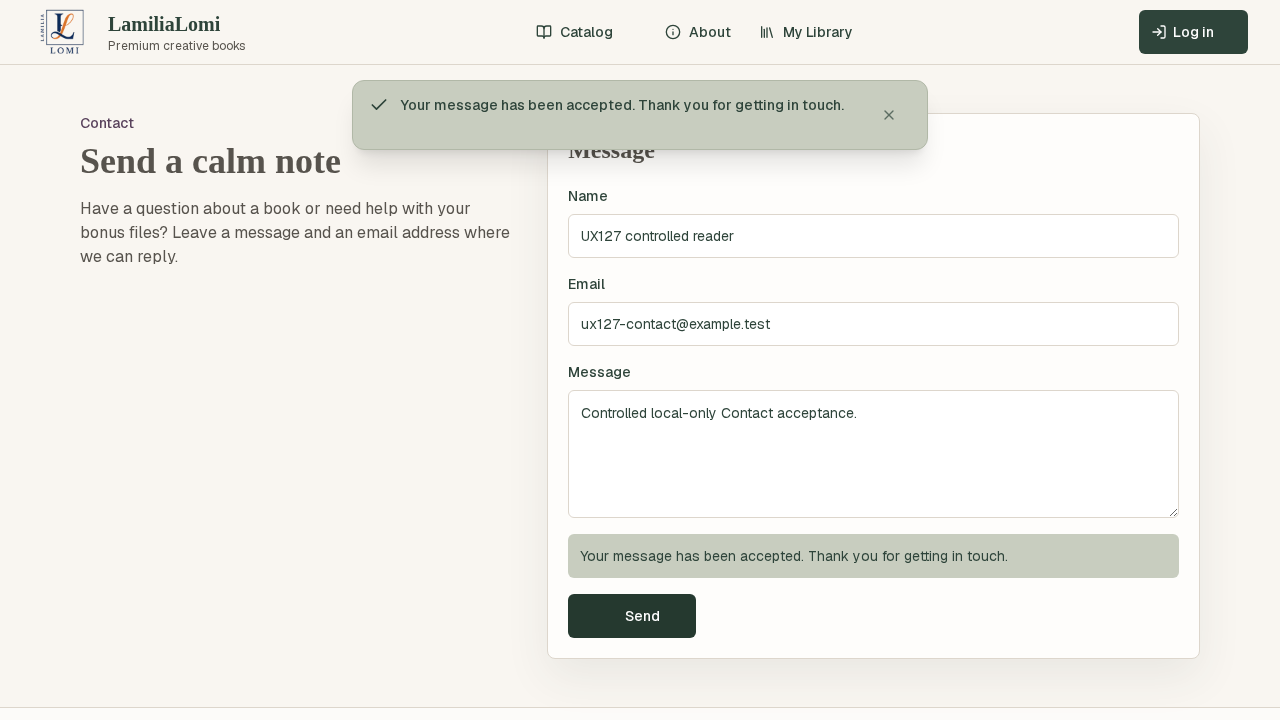 LAMILIA
LOMI
LamiliaLomi
Premium creative books
Catalog
About
My Library
Log in
Your message has been accepted. Thank you for getting in touch.
Contact
Send a calm note
Have a question about a book or need help with your
bonus files? Leave a message and an email address where
we can reply.
Message
Name
UX127 controlled reader
Email
ux127-contact@example.test
Message
Controlled local-only Contact acceptance.
Your message has been accepted. Thank you for getting in touch.
Send